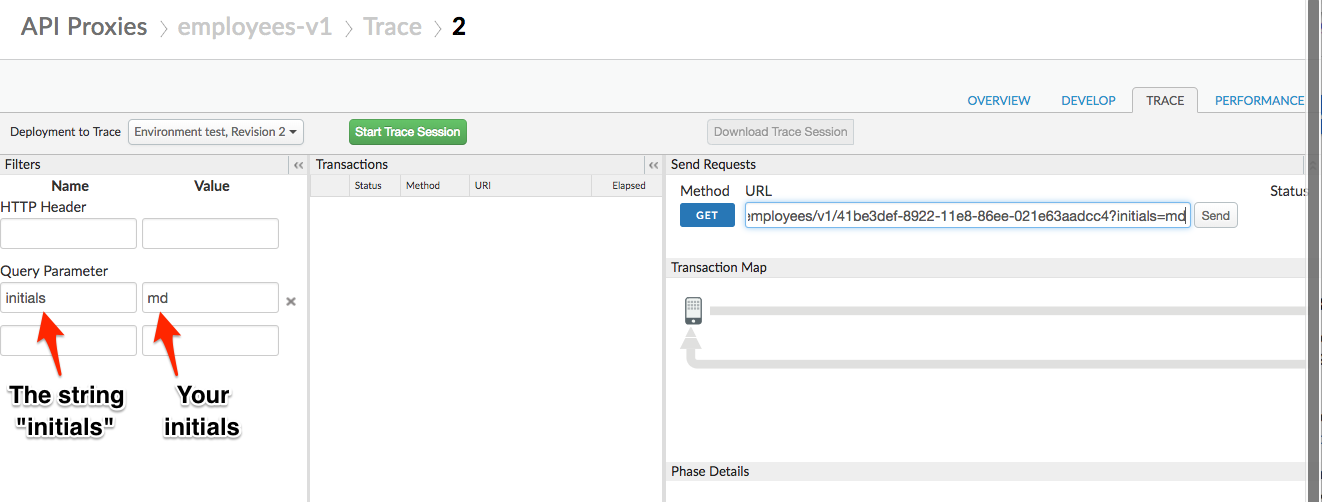 API Proxies > employees-v1 > Trace > 2
OVERVIEW DEVELOP TRACE PERFORMANCE
Deployment to Trace Environment test, Revision 2 Start Trace Session Download Trace Session
Filters « Transactions « Send Requests
Name Value
Status Method URI Elapsed
Method URL Status
HTTP Header
GET employees/v1/41be3def-8922-11e8-86ee-021e63aadcc4?initials=md Send
Query Parameter
Transaction Map
initials md ×
The string
"initials"
Your
initials
Phase Details